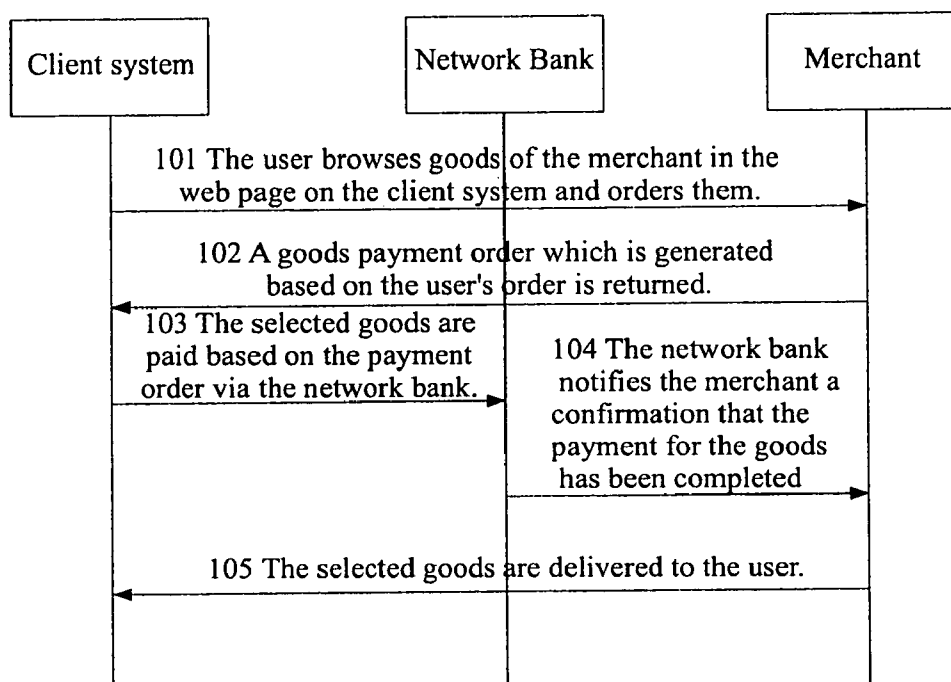 Client system
Network Bank
Merchant
101 The user browses goods of the merchant in the
web page on the client system and orders them.
102 A goods payment order which is generated
based on the user's order is returned.
103 The selected goods are
paid based on the payment
order via the network bank.
104 The network bank
notifies the merchant a
confirmation that the
payment for the goods
has been completed
105 The selected goods are delivered to the user.